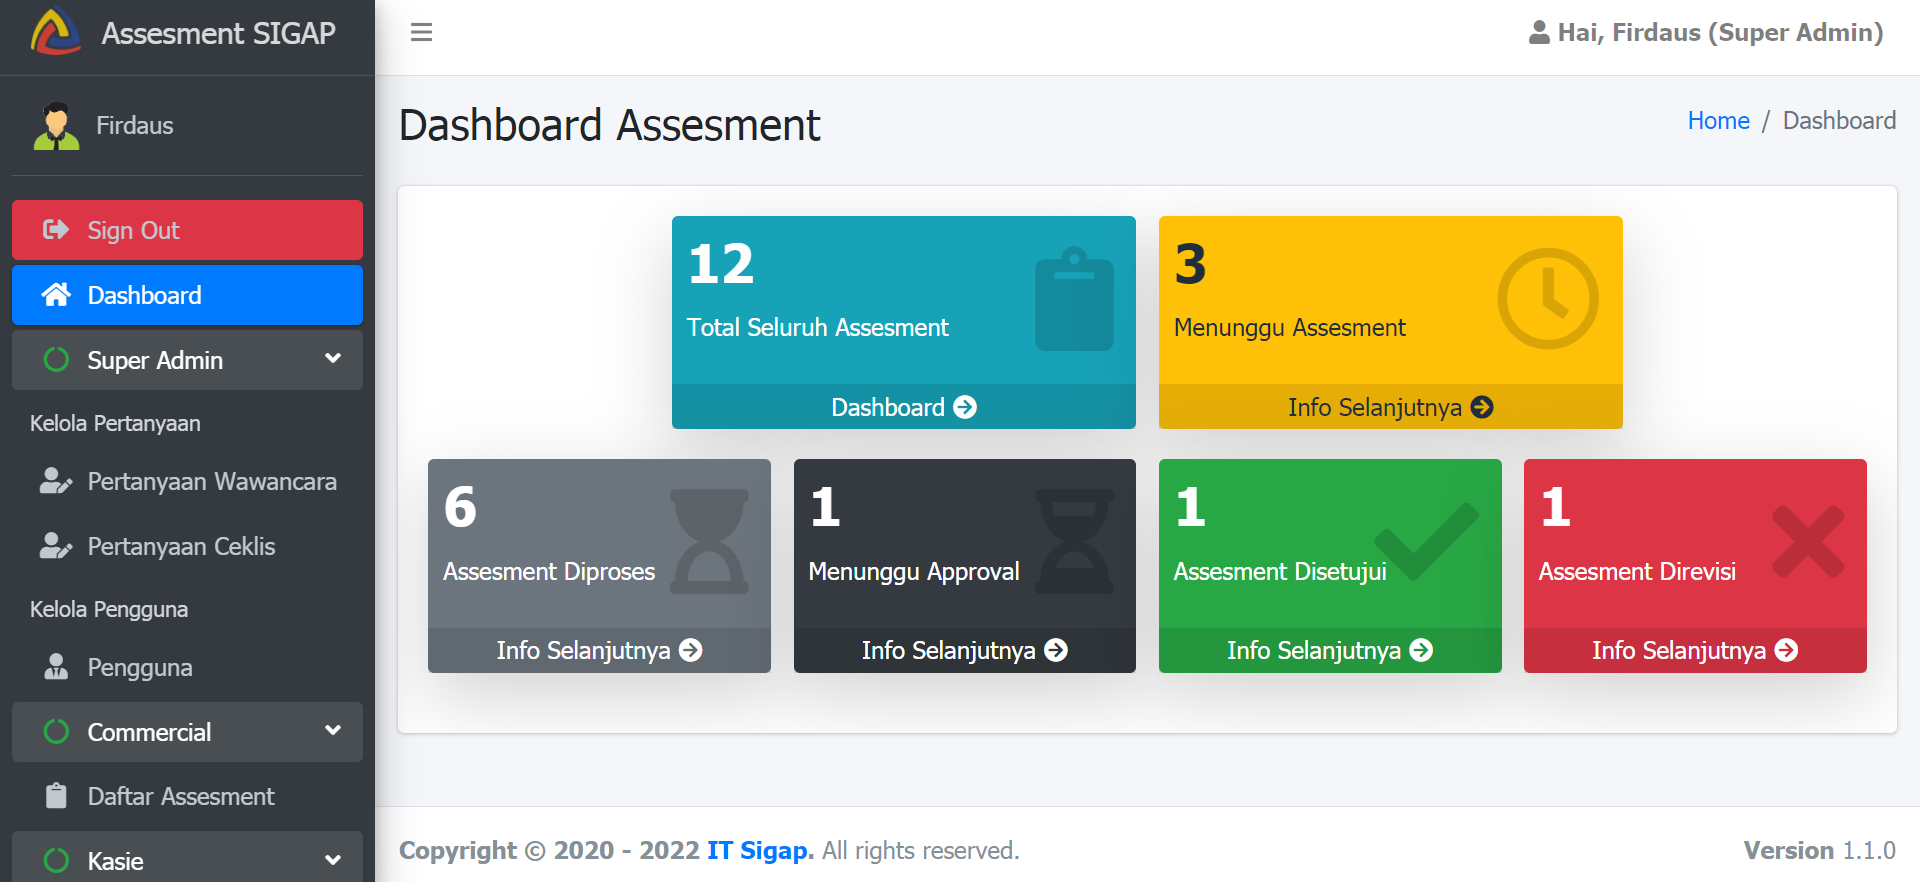 Assesment SIGAP
Hai, Firdaus (Super Admin)
Firdaus
Sign Out
Dashboard
Super Admin
Kelola Pertanyaan
Pertanyaan Wawancara
Pertanyaan Ceklis
Kelola Pengguna
Pengguna
Commercial
Daftar Assesment
Kasie
Dashboard Assesment
Home / Dashboard
12
Total Seluruh Assesment
Dashboard
3
Menunggu Assesment
Info Selanjutnya
6
Assesment Diproses
Info Selanjutnya
1
Menunggu Approval
Info Selanjutnya
1
Assesment Disetujui
Info Selanjutnya
1
Assesment Direvisi
Info Selanjutnya
Copyright © 2020 - 2022 IT Sigap. All rights reserved.
Version 1.1.0